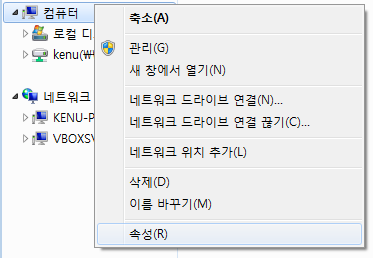 컴퓨터
로컬 디
kenu(\\
네트워크
KENU-P
VBOXSV
축소(A)
관리(G)
새 창에서 열기(N)
네트워크 드라이브 연결(N)...
네트워크 드라이브 연결 끊기(C)...
네트워크 위치 추가(L)
삭제(D)
이름 바꾸기(M)
속성(R)